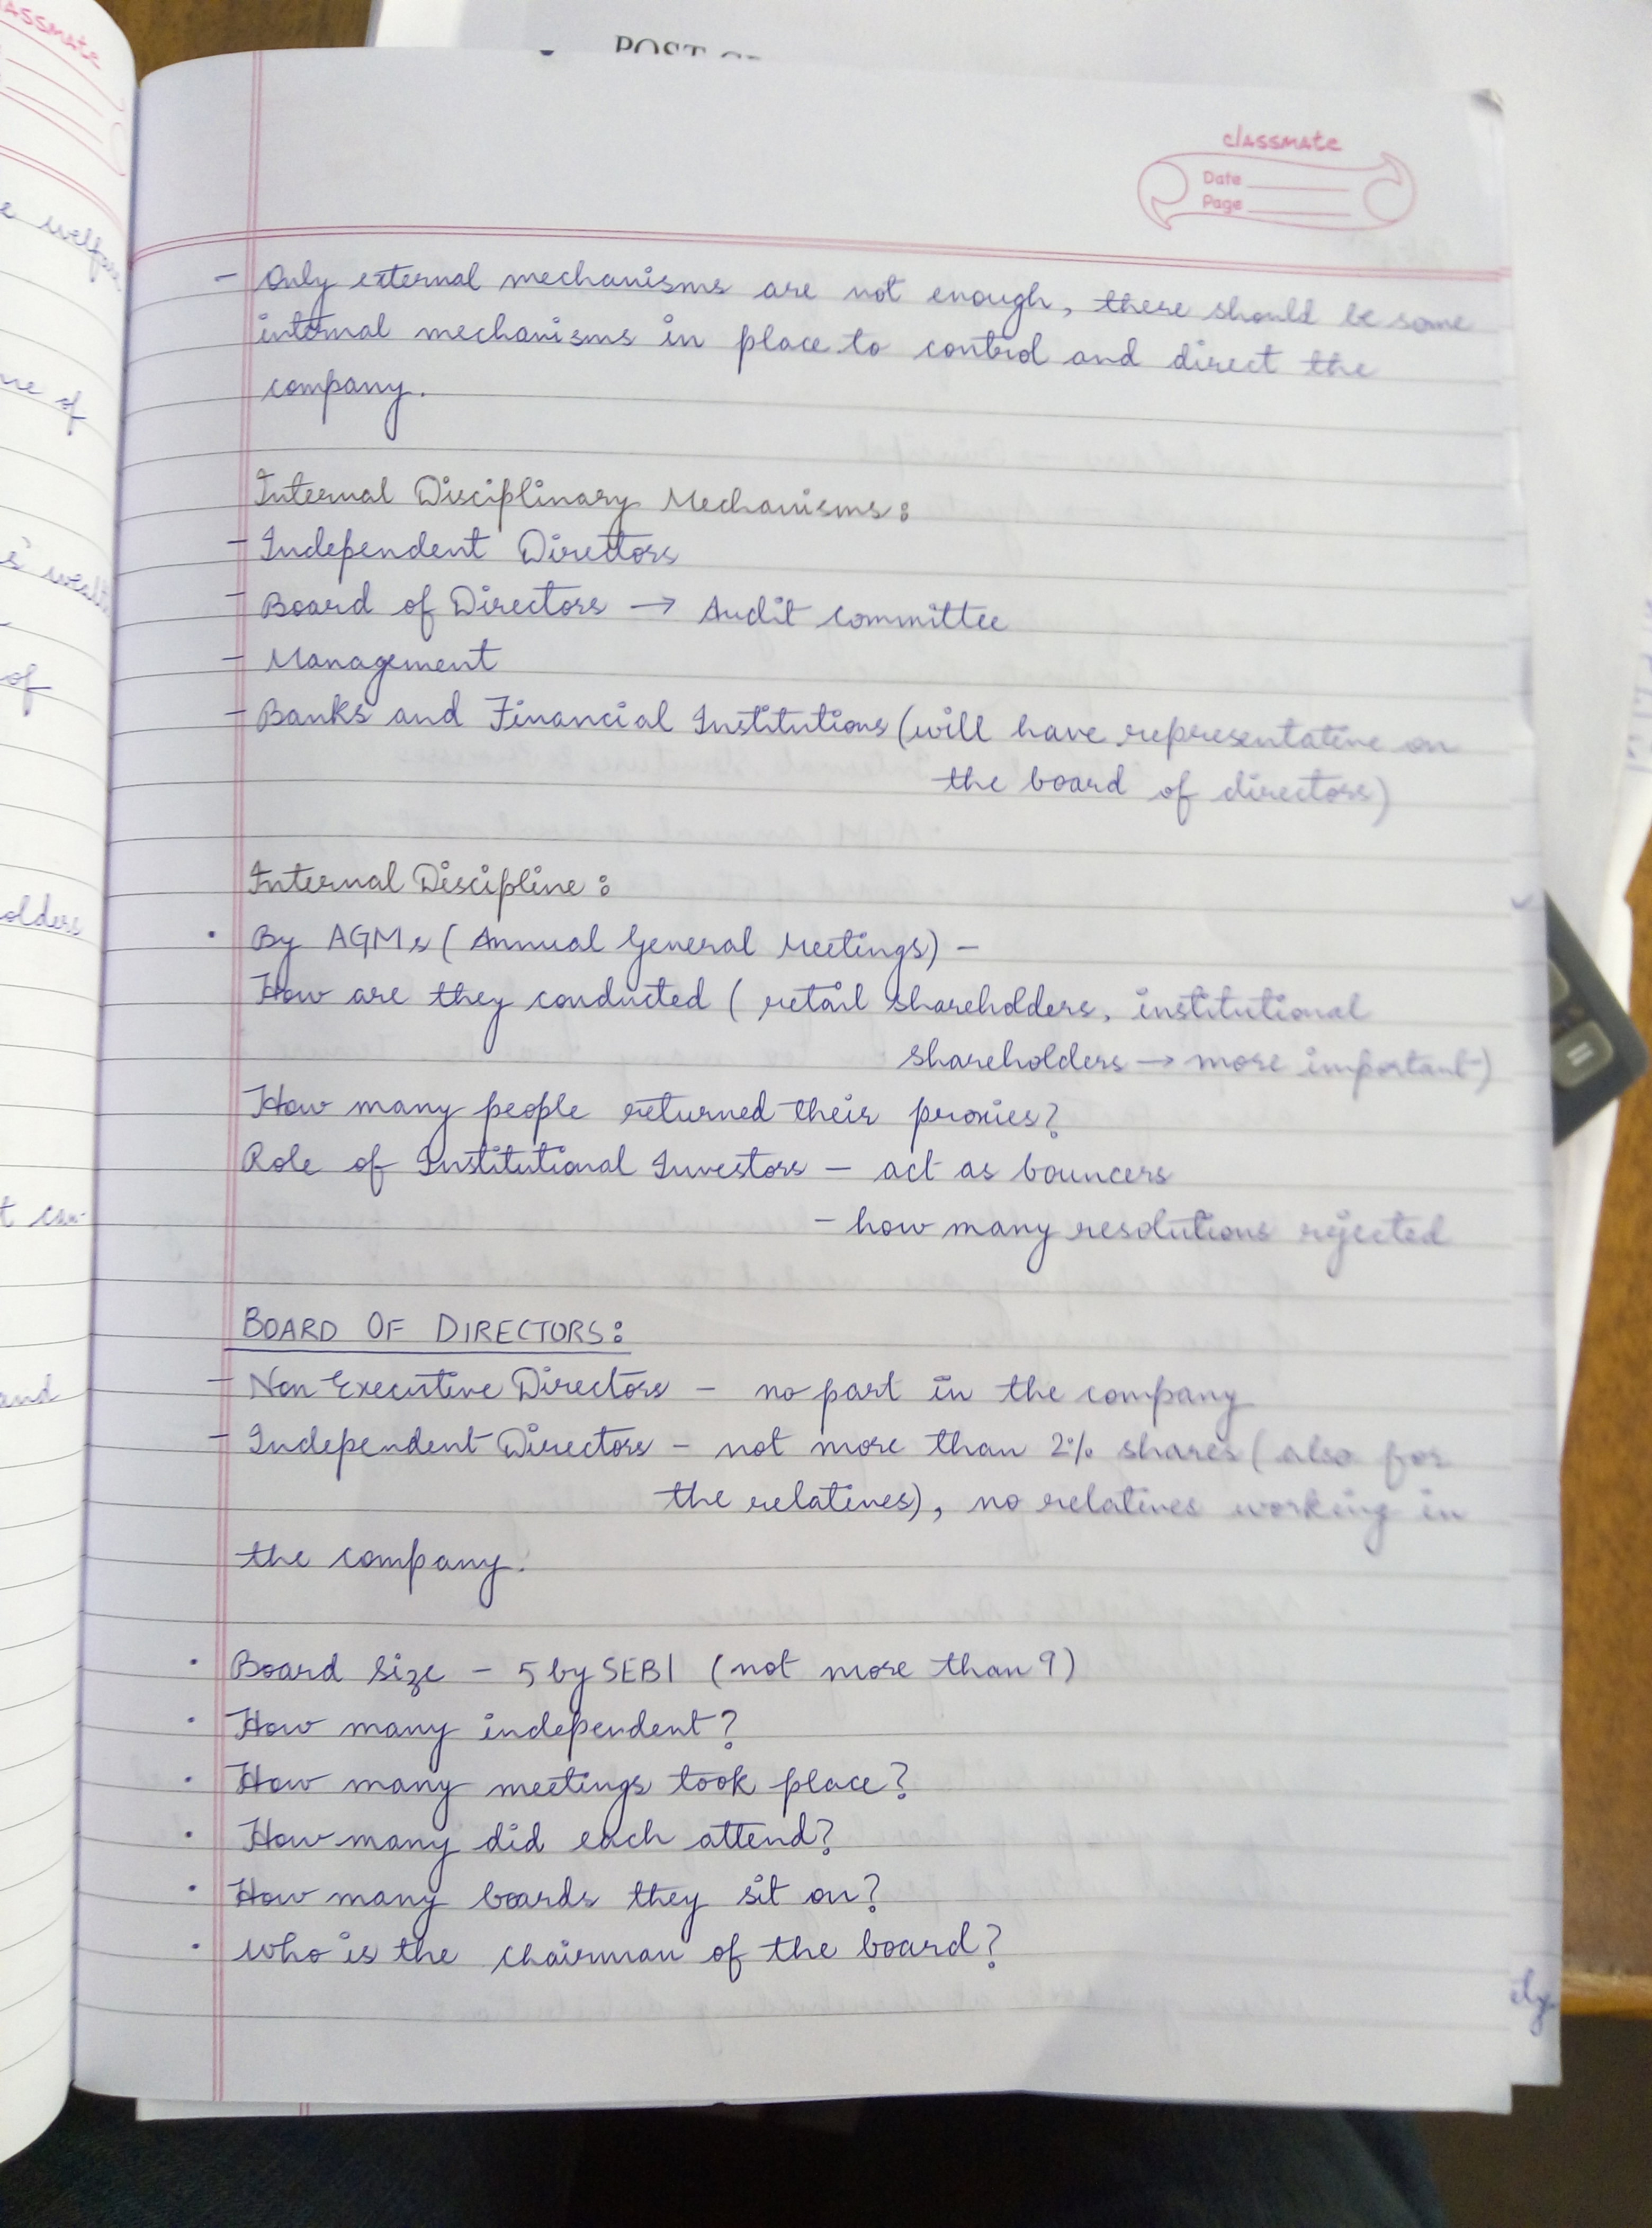 POST
classmate
Date
Page
- Only external mechanisms are not enough, there should be some
internal mechanisms in place to control and direct the
company.
Internal Disciplinary Mechanisms:
- Independent Directors
- Board of Directors → Audit committee
- Management
- Banks and Financial Institutions (will have representative on
the board of directors)
Internal Discipline:
• By AGMs (Annual General Meetings) -
How are they conducted (retail shareholders, institutional
shareholders → more important)
How many people returned their proxies?
Role of Institutional Investors - act as bouncers
- how many resolutions rejected
BOARD OF DIRECTORS:
- Non Executive Directors - no part in the company
- Independent Directors - not more than 2% shares (also for
the relatives), no relatives working in
the company.
• Board size - 5 by SEBI (not more than 9)
• How many independent?
• How many meetings took place?
• How many did each attend?
• How many boards they sit on?
• Who is the chairman of the board?
classmate
of
of
and